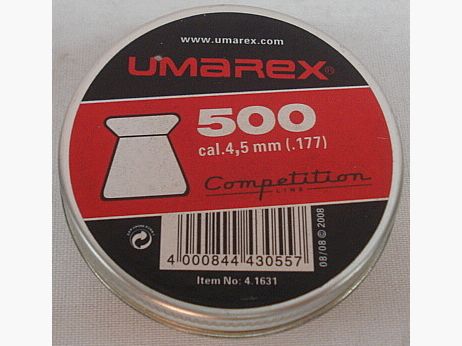 www.umarex.com
UMAREX®
500
cal.4,5 mm (.177)
Competition
LINE
08/08 © 2008
4 000844 430557
Item No: 4.1631